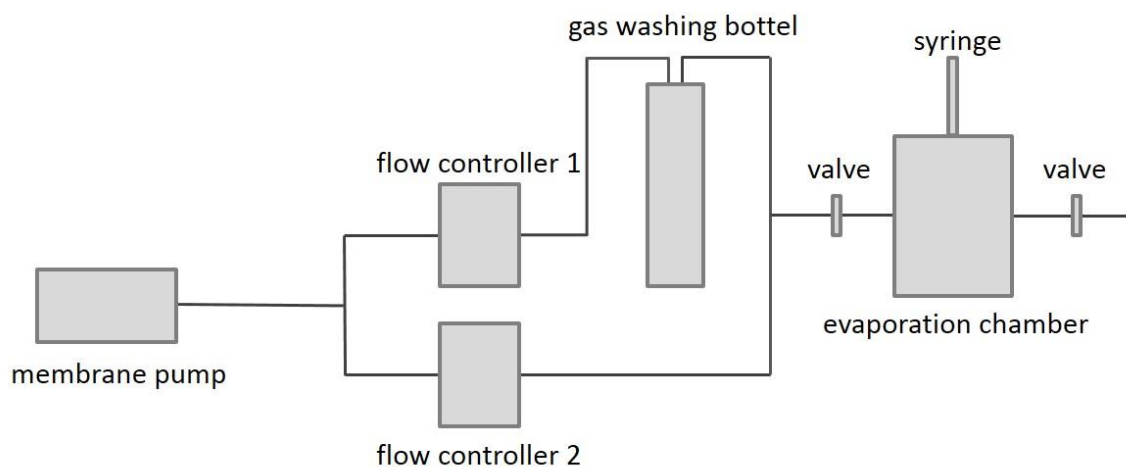 gas washing bottel
syringe
flow controller 1
valve
valve
evaporation chamber
membrane pump
flow controller 2